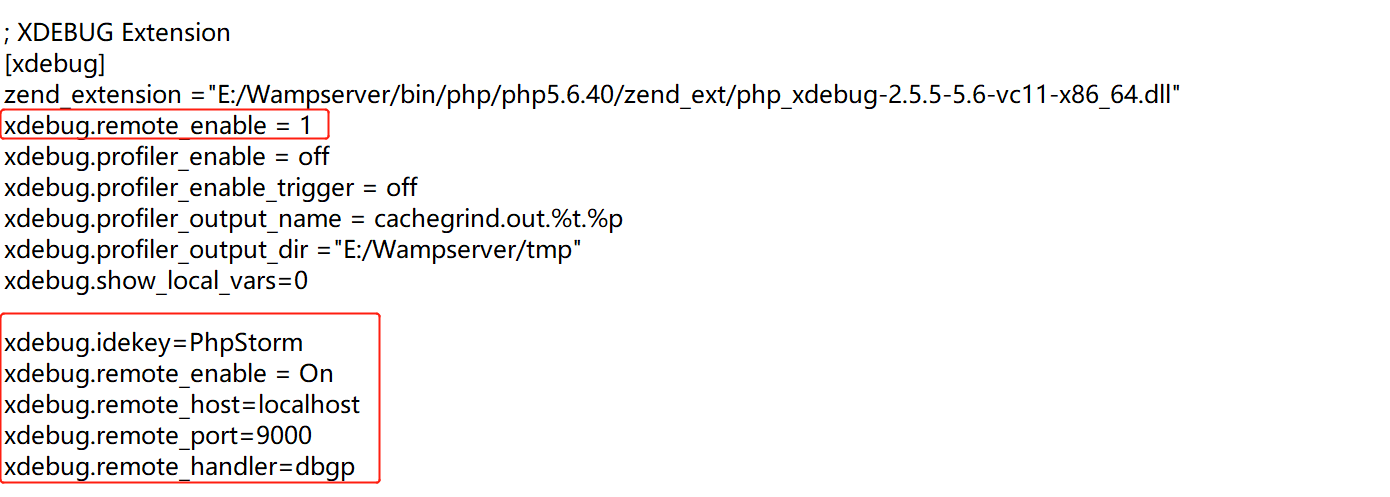 ; XDEBUG Extension
[xdebug]
zend_extension ="E:/Wampserver/bin/php/php5.6.40/zend_ext/php_xdebug-2.5.5-5.6-vc11-x86_64.dll"
xdebug.remote_enable = 1
xdebug.profiler_enable = off
xdebug.profiler_enable_trigger = off
xdebug.profiler_output_name = cachegrind.out.%t.%p
xdebug.profiler_output_dir ="E:/Wampserver/tmp"
xdebug.show_local_vars=0
xdebug.idekey=PhpStorm
xdebug.remote_enable = On
xdebug.remote_host=localhost
xdebug.remote_port=9000
xdebug.remote_handler=dbgp